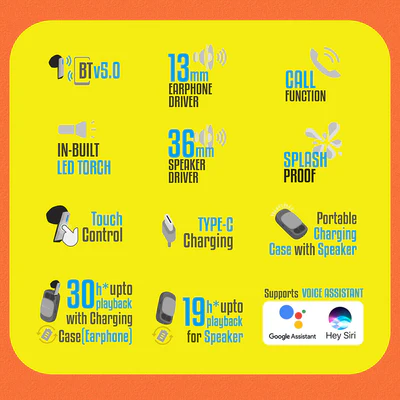 BTv5.0
13mm
EARPHONE
DRIVER
CALL
FUNCTION
IN-BUILT
LED TORCH
36mm
SPEAKER
DRIVER
SPLASH
PROOF
Touch
Control
TYPE-C
Charging
Portable
Charging
Case with Speaker
30h* upto
playback
with Charging
Case(Earphone)
19h* upto
playback
for Speaker
Supports VOICE ASSISTANT
Google Assistant
Hey Siri